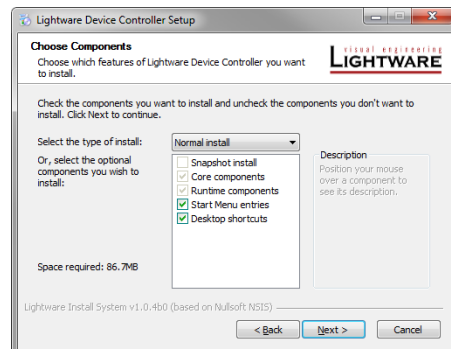 Lightware Device Controller Setup
Choose Components
Choose which features of Lightware Device Controller you want
to install.
visual engineering
LIGHTWARE
Check the components you want to install and uncheck the components you don't want to
install. Click Next to continue.
Select the type of install:
Normal install
Or, select the optional
components you wish to
install:
Snapshot install
Core components
Runtime components
Start Menu entries
Desktop shortcuts
Description
Position your mouse
over a component to
see its description.
Space required: 86.7MB
Lightware Install System v1.0.4b0 (based on Nullsoft NSIS)
< Back
Next >
Cancel